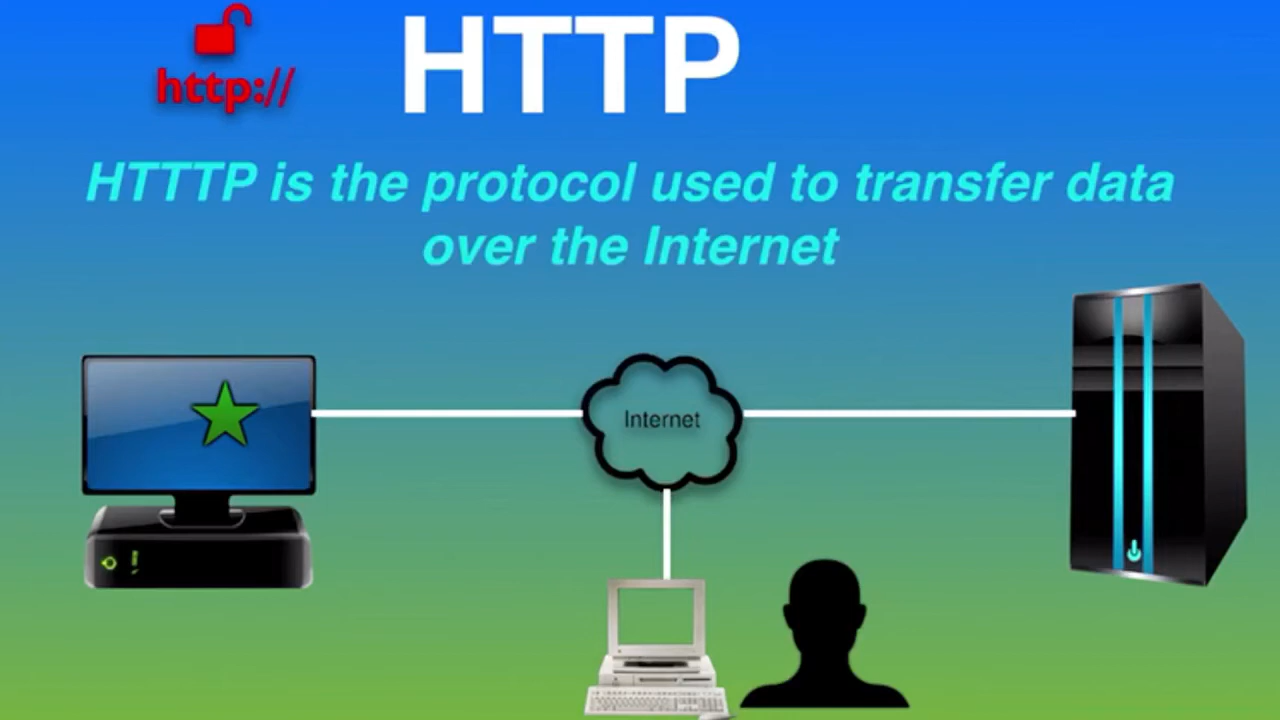 http://
HTTP
HTTTP is the protocol used to transfer data
over the Internet
Internet